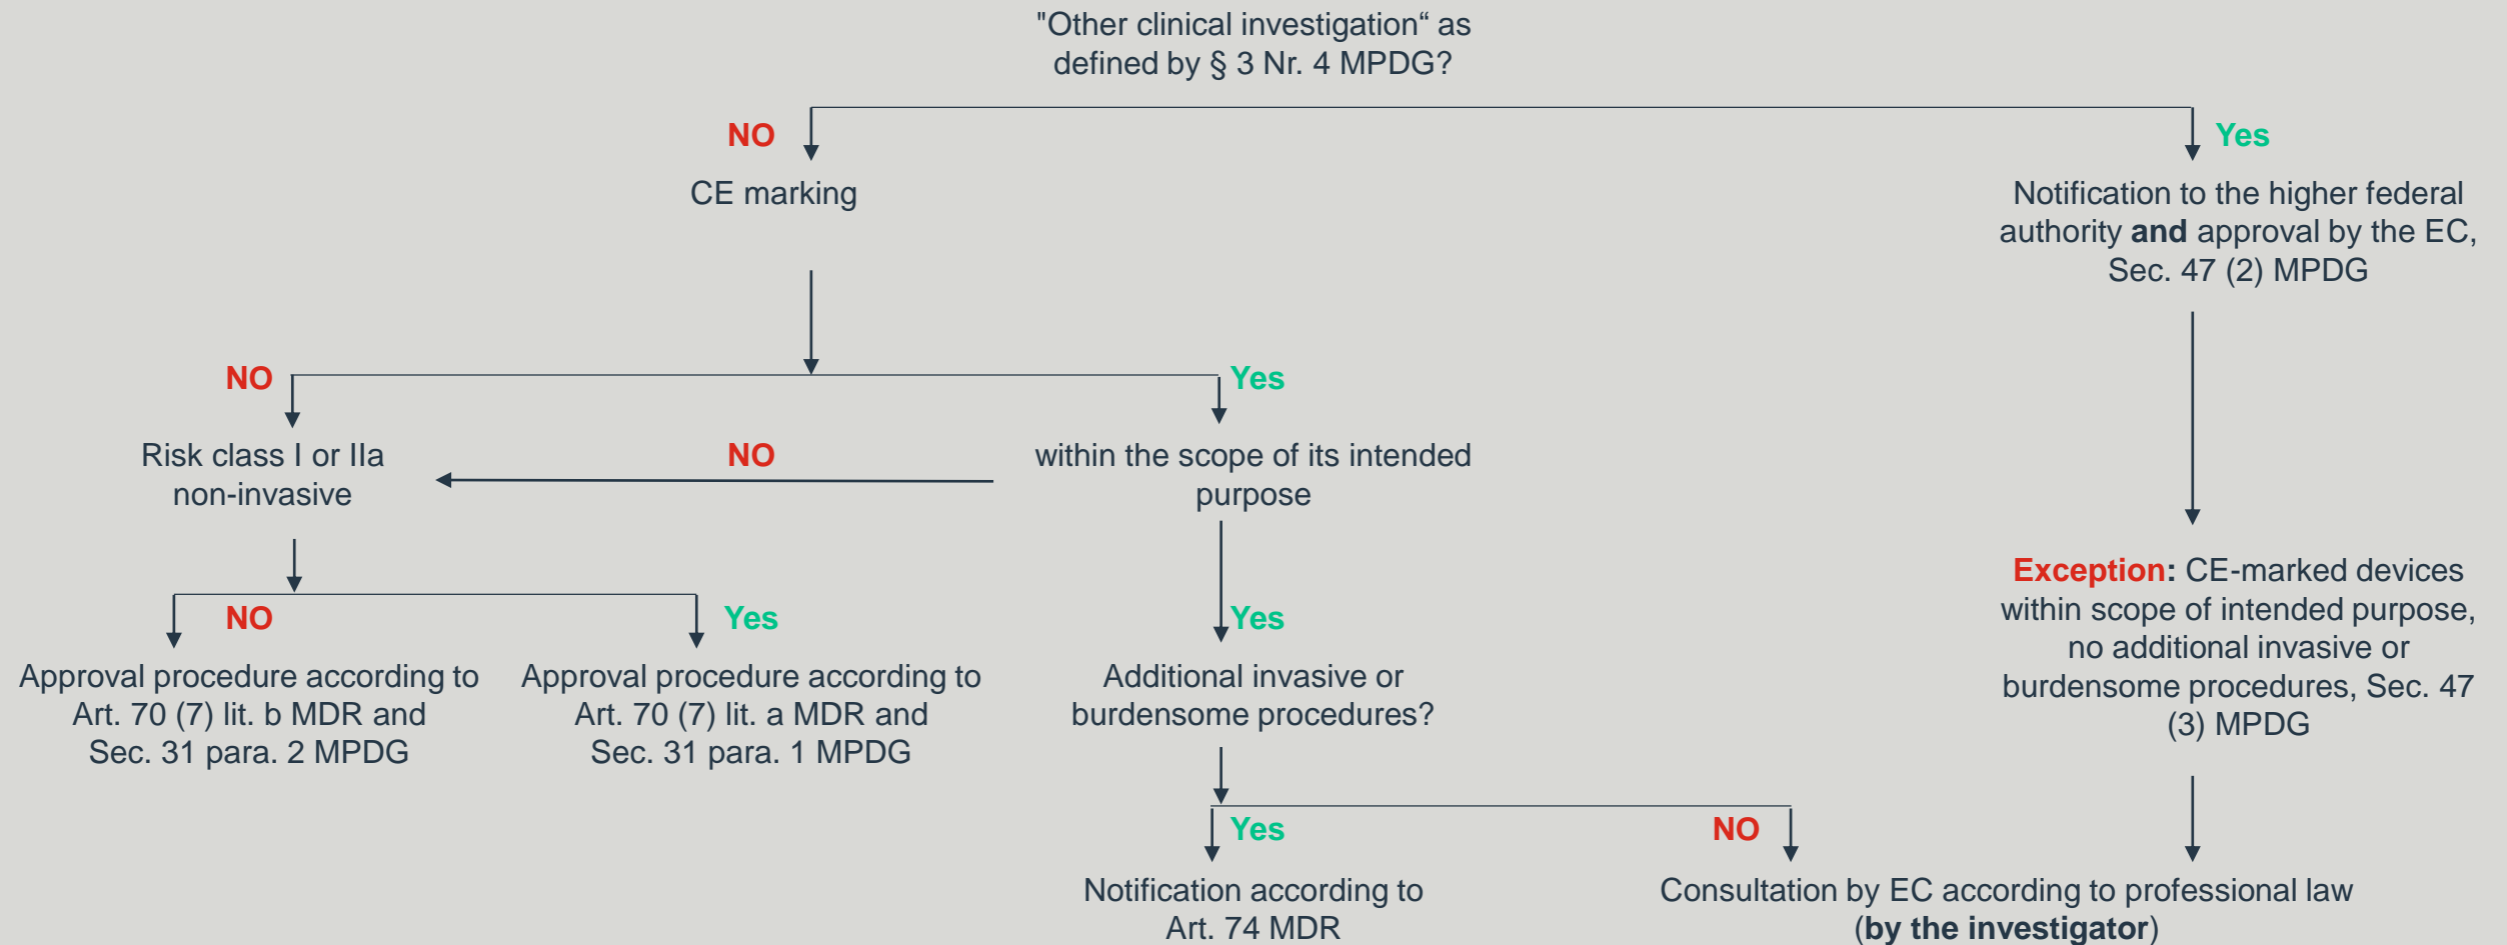 "Other clinical investigation“ as
defined by § 3 Nr. 4 MPDG?
NO
Yes
CE marking
Notification to the higher federal
authority and approval by the EC,
Sec. 47 (2) MPDG
NO
Yes
Risk class I or IIa
non-invasive
NO
within the scope of its intended
purpose
Exception: CE-marked devices
within scope of intended purpose,
no additional invasive or
burdensome procedures, Sec. 47
(3) MPDG
NO
Yes
Yes
Approval procedure according to
Art. 70 (7) lit. b MDR and
Sec. 31 para. 2 MPDG
Approval procedure according to
Art. 70 (7) lit. a MDR and
Sec. 31 para. 1 MPDG
Additional invasive or
burdensome procedures?
Yes
NO
Notification according to
Art. 74 MDR
Consultation by EC according to professional law
(by the investigator)